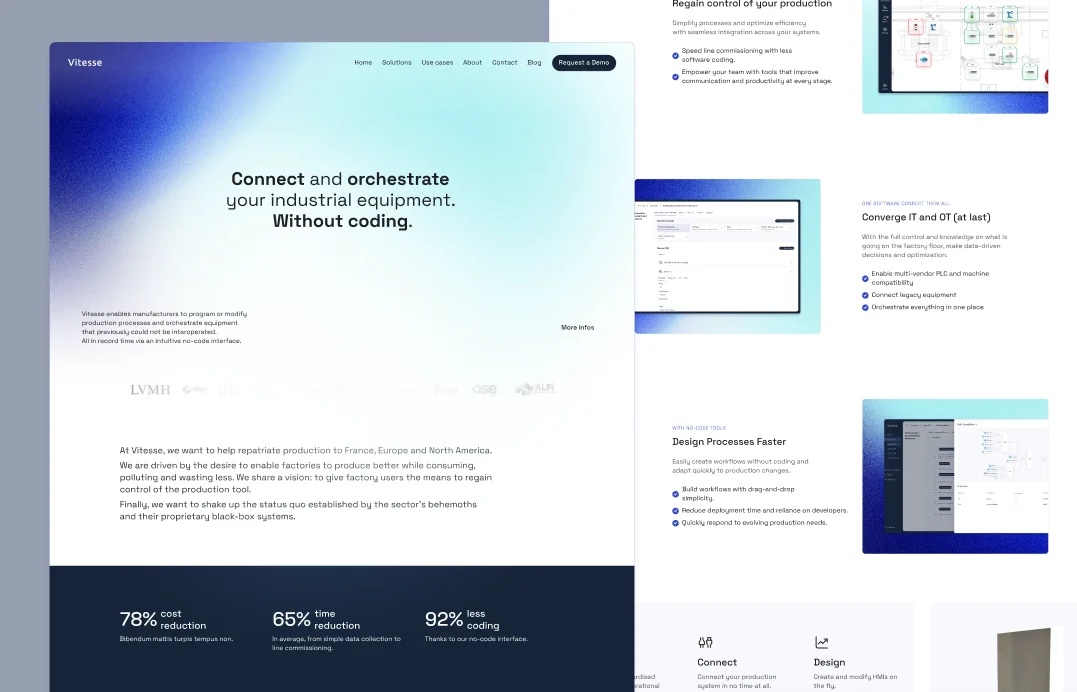 Vitesse
Home
Solutions
Use cases
About
Contact
Blog
Request a Demo
Connect and orchestrate
your industrial equipment.
Without coding.
Vitesse enables manufacturers to program or modify
production processes and orchestrate equipment
that previously could not be interoperated.
All in record time via an intuitive no-code interface.
More infos
LVMH
ose
ALFI
At Vitesse, we want to help repatriate production to France, Europe and North America.
We are driven by the desire to enable factories to produce better while consuming,
polluting and wasting less. We share a vision: to give factory users the means to regain
control of the production tool.
Finally, we want to shake up the status quo established by the sector's behemoths
and their proprietary black-box systems.
78% cost reduction
Bibendum mattis turpis tempus non.
65% time reduction
In average, from simple data collection to
line commissioning.
92% less coding
Thanks to our no-code interface.
Regain control of your production
Simplify processes and optimize efficiency
with seamless integration across your systems.
Speed line commissioning with less
software coding.
Empower your team with tools that improve
communication and productivity at every stage.
ONE SOFTWARE CONNECT THEM ALL.
Converge IT and OT (at last)
With the full control and knowledge on what is
going on the factory floor, make data-driven
decisions and optimization.
Enable multi-vendor PLC and machine
compatibility
Connect legacy equipment
Orchestrate everything in one place
WITH NO-CODE TOOLS
Design Processes Faster
Easily create workflows without coding and
adapt quickly to production changes.
Build workflows with drag-and-drop
simplicity.
Reduce deployment time and reliance on developers.
Quickly respond to evolving production needs.
Connect
Connect your production
system in no time at all.
Design
Create and modify HMIs on
the fly.